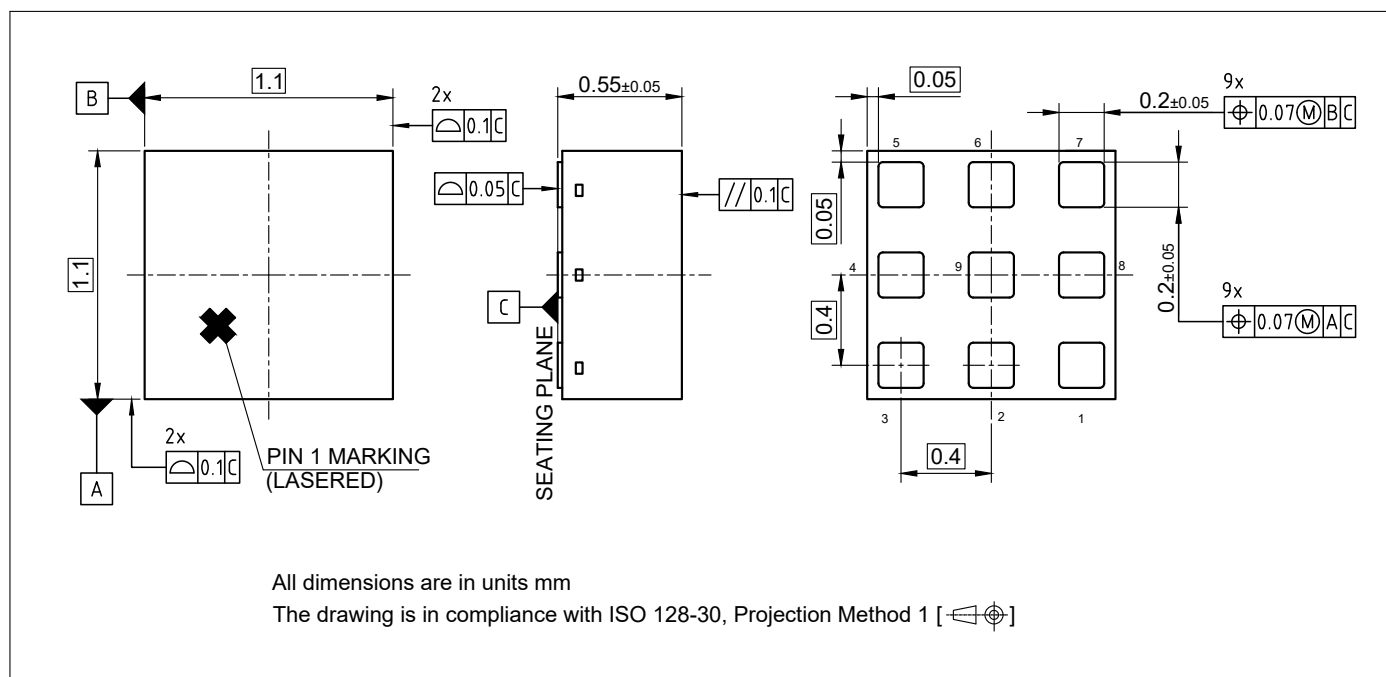 B
1.1
2x
⌓ 0.1 C
1.1
A
2x
⌓ 0.1 C
PIN 1 MARKING
(LASERED)
0.55±0.05
⌓ 0.05 C
// 0.1 C
C
SEATING PLANE
0.05
0.2±0.05
9x
⌖ 0.07 Ⓜ B C
5 6 7
0.05
0.2±0.05
4 9 8
0.4
9x
⌖ 0.07 Ⓜ A C
3 2 1
0.4
All dimensions are in units mm
The drawing is in compliance with ISO 128-30, Projection Method 1 [ ]